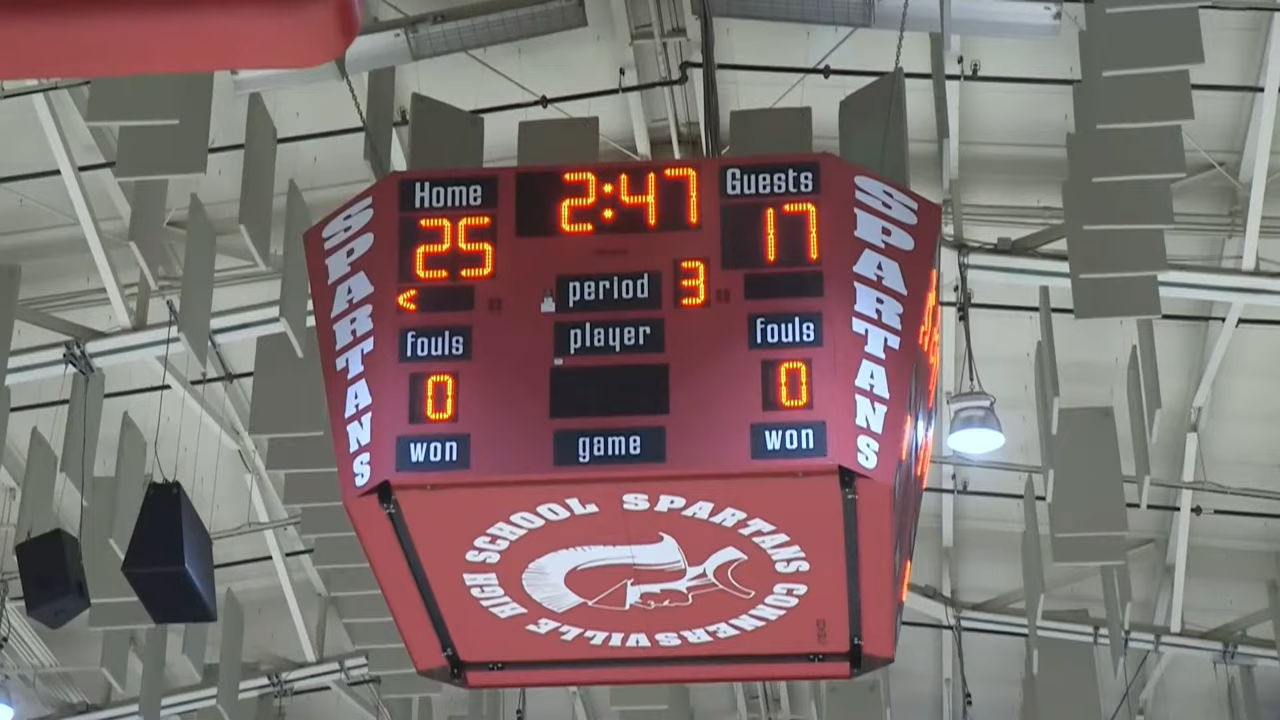 Home 2:47 Guests
25 17
< period 3
fouls player fouls
0 0
won game won
SPARTANS
SPARTANS
CONNERSVILLE HIGH SCHOOL SPARTANS